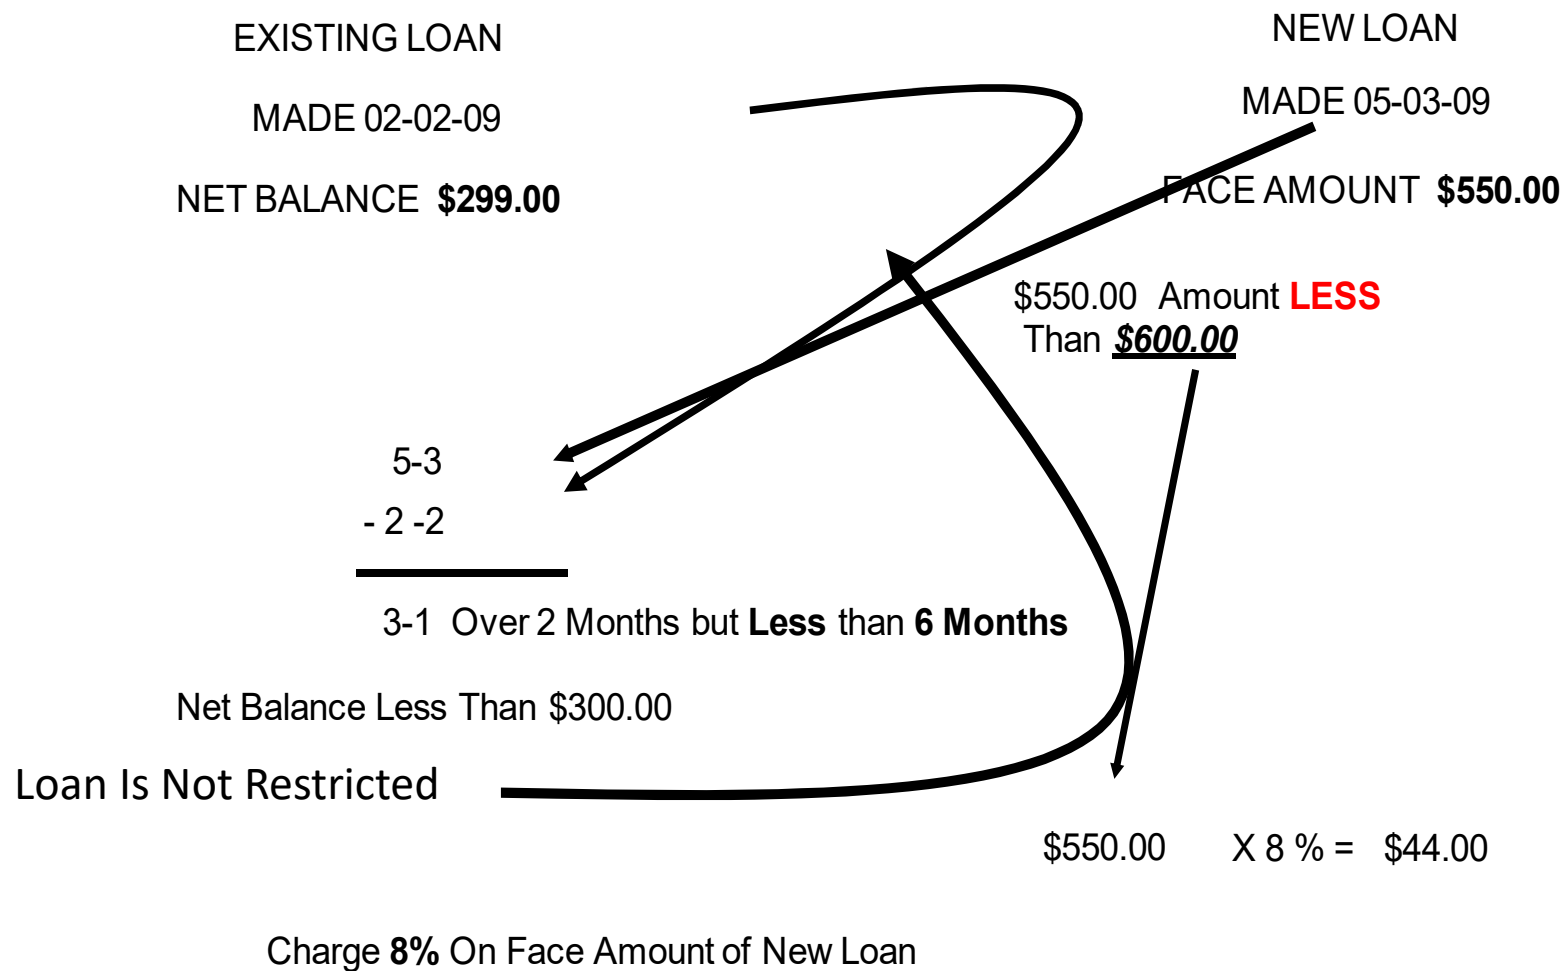 EXISTING LOAN
MADE 02-02-09
NET BALANCE $299.00
NEW LOAN
MADE 05-03-09
FACE AMOUNT $550.00
$550.00 Amount LESS
Than $600.00
5-3
- 2 -2
3-1 Over 2 Months but Less than 6 Months
Net Balance Less Than $300.00
Loan Is Not Restricted
$550.00 X 8 % = $44.00
Charge 8% On Face Amount of New Loan